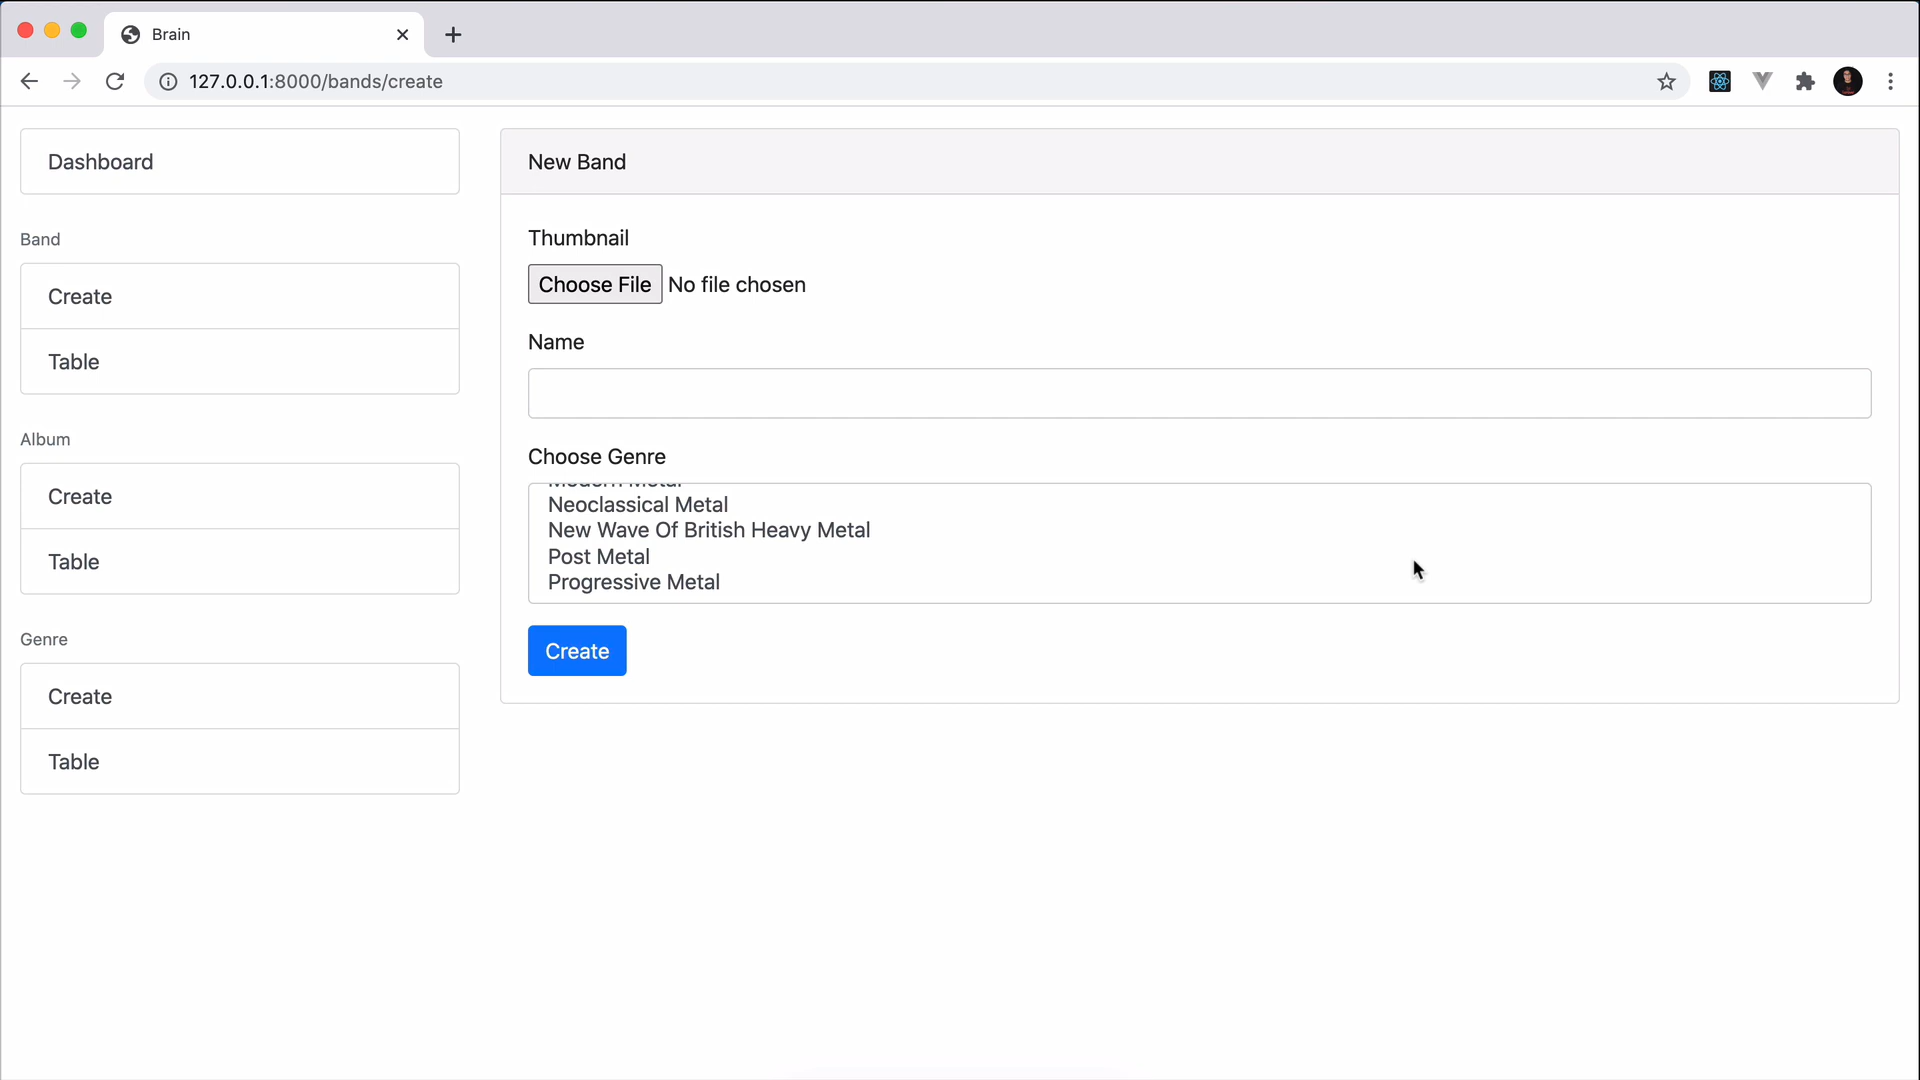 Brain
127.0.0.1:8000/bands/create
Dashboard
Band
Create
Table
Album
Create
Table
Genre
Create
Table
New Band
Thumbnail
Choose File No file chosen
Name
Choose Genre
Modern Metal
Neoclassical Metal
New Wave Of British Heavy Metal
Post Metal
Progressive Metal
Create